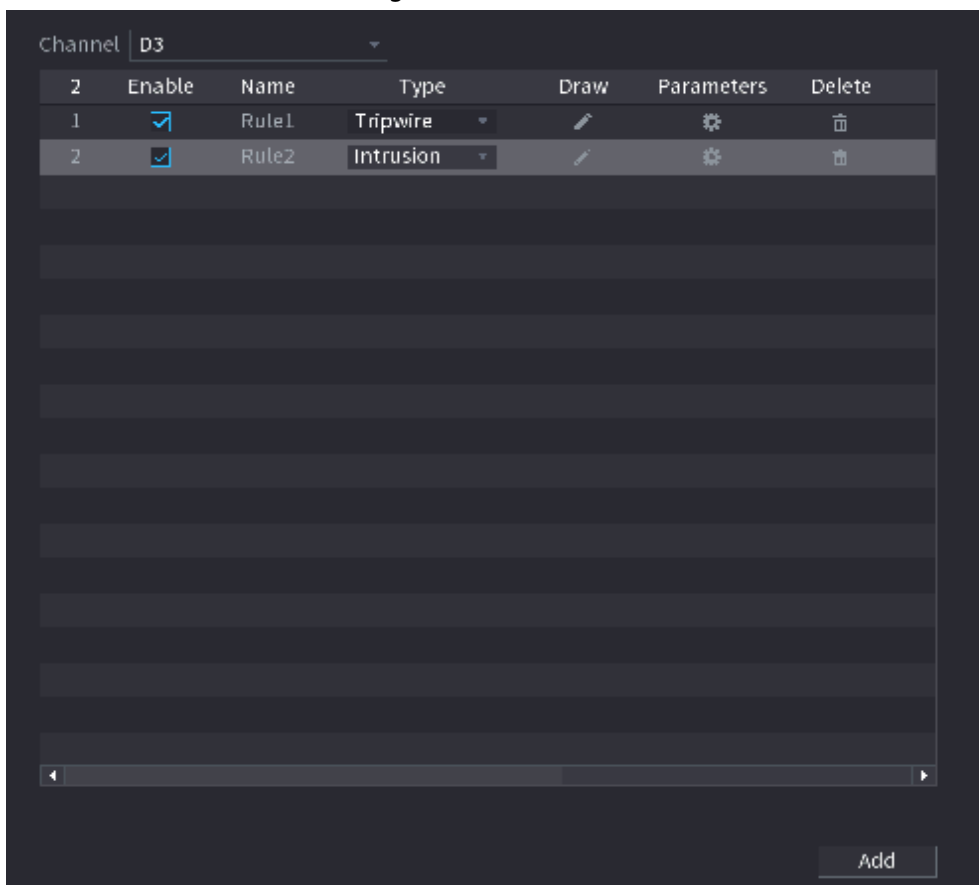 Channel D3
2 Enable Name Type Draw Parameters Delete
1 Rule1 Tripwire
2 Rule2 Intrusion
Add